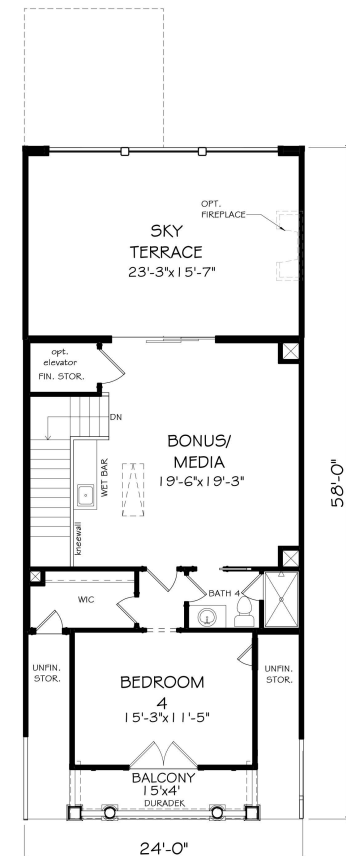 OPT.
FIREPLACE
SKY
TERRACE
23'-3"x15'-7"
opt.
elevator
FIN. STOR.
DN
BONUS/
MEDIA
19'-6"x19'-3"
WET BAR
kneewall
58'-0"
WIC
BATH 4
UNFIN.
STOR.
BEDROOM
4
15'-3"x11'-5"
UNFIN.
STOR.
BALCONY
15'x4'
DURADEK
24'-0"